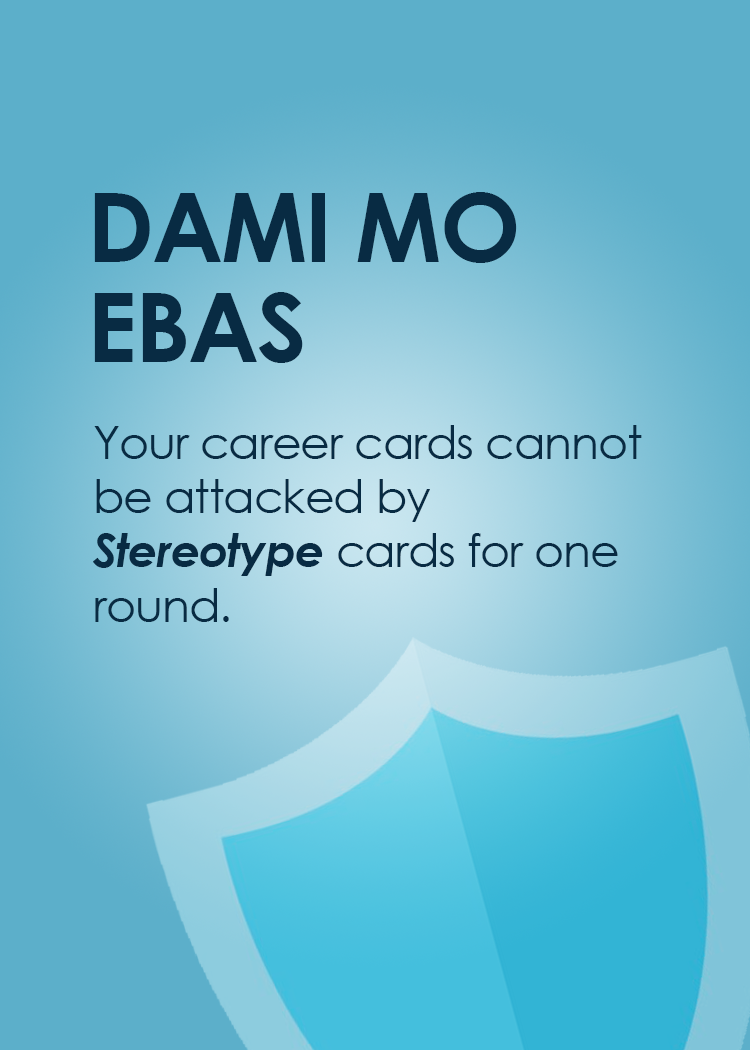 DAMI MO
EBAS
Your career cards cannot
be attacked by
Stereotype cards for one
round.